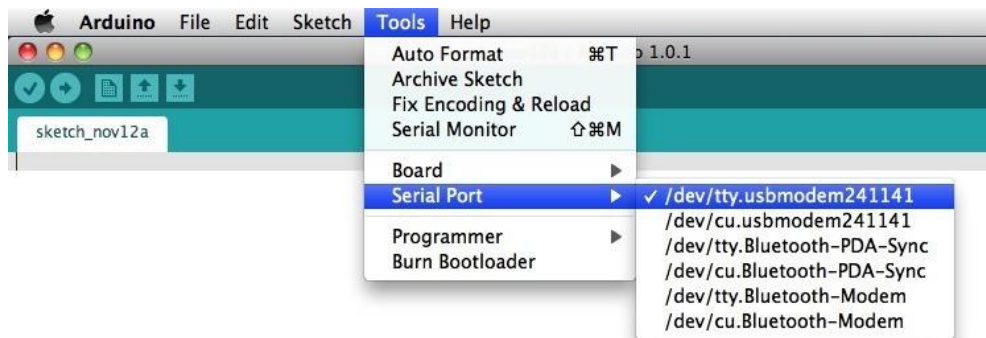 Arduino File Edit Sketch Tools Help
1.0.1
Auto Format ⌘T
Archive Sketch
Fix Encoding & Reload
Serial Monitor ⇧⌘M
sketch_nov12a
Board
Serial Port
Programmer
Burn Bootloader
/dev/tty.usbmodem241141
/dev/cu.usbmodem241141
/dev/tty.Bluetooth-PDA-Sync
/dev/cu.Bluetooth-PDA-Sync
/dev/tty.Bluetooth-Modem
/dev/cu.Bluetooth-Modem